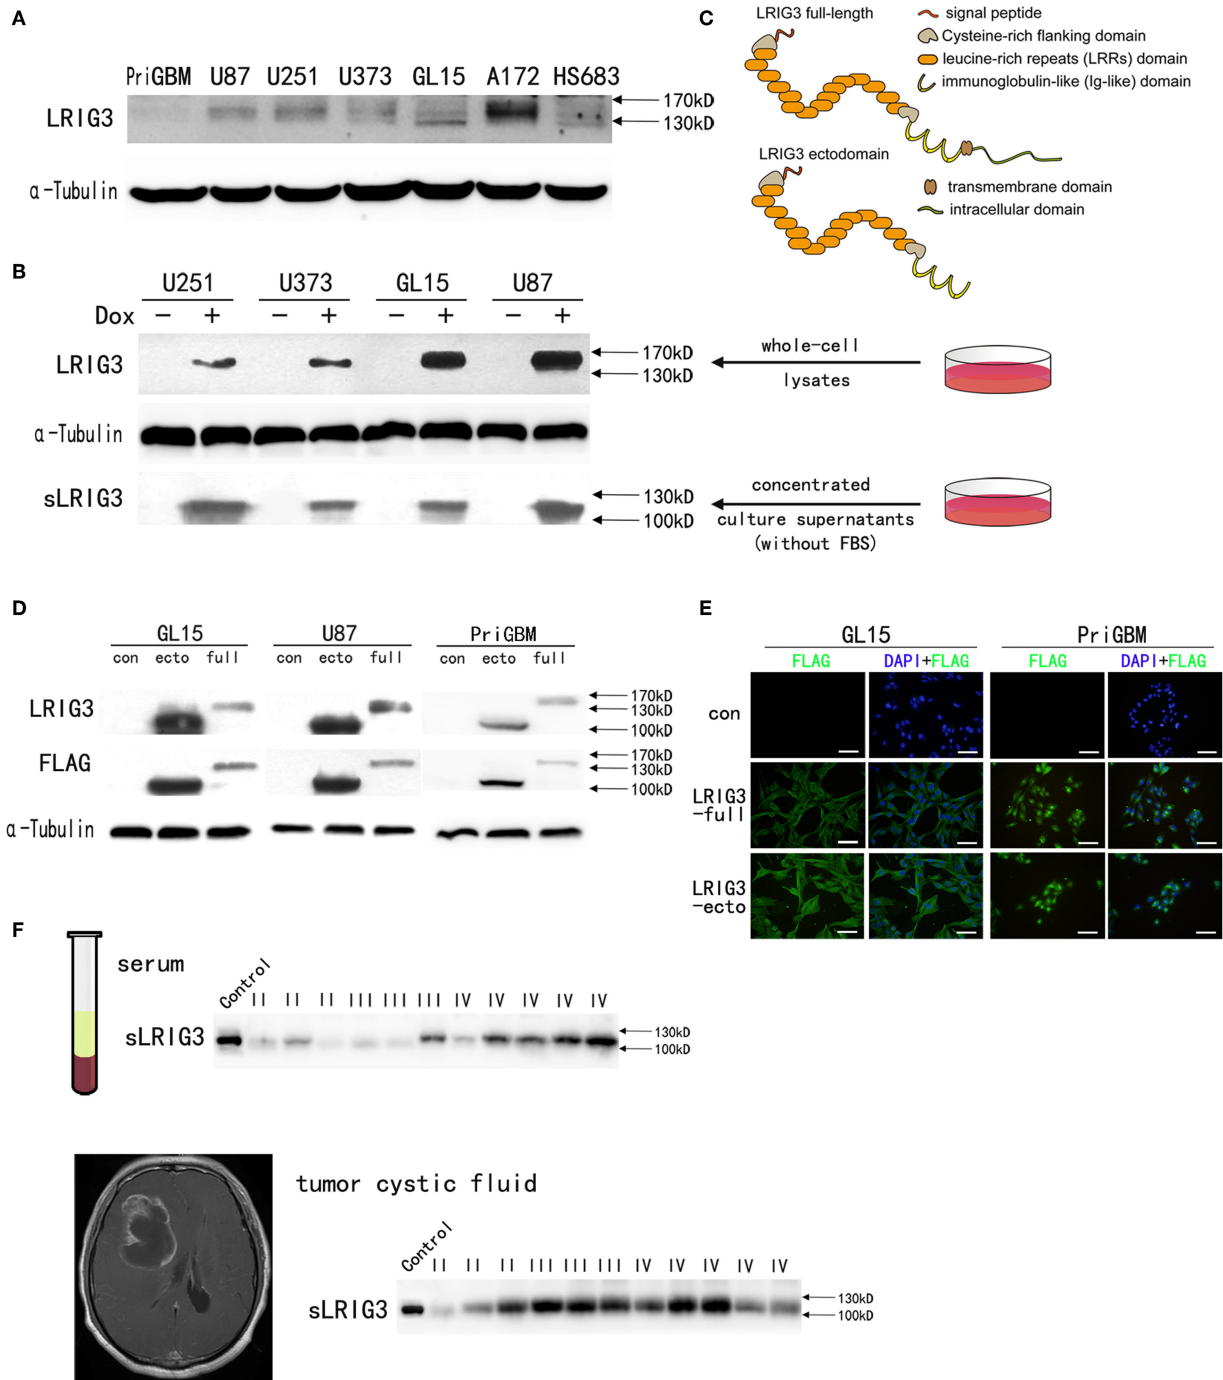 A
PriGBM U87 U251 U373 GL15 A172 HS683
LRIG3
170kD
130kD
α-Tubulin
C
LRIG3 full-length
signal peptide
Cysteine-rich flanking domain
leucine-rich repeats (LRRs) domain
immunoglobulin-like (Ig-like) domain
LRIG3 ectodomain
transmembrane domain
intracellular domain
B
U251 U373 GL15 U87
Dox − + − + − + − +
LRIG3
170kD
130kD
whole-cell
lysates
α-Tubulin
sLRIG3
130kD
100kD
concentrated
culture supernatants
(without FBS)
D
GL15 U87 PriGBM
con ecto full con ecto full con ecto full
LRIG3
170kD
130kD
100kD
FLAG
170kD
130kD
100kD
α-Tubulin
E
GL15 PriGBM
FLAG DAPI+FLAG FLAG DAPI+FLAG
con
LRIG3
-full
LRIG3
-ecto
F
serum
Control II II II III III III IV IV IV IV IV
sLRIG3
130kD
100kD
tumor cystic fluid
Control II II II III III III IV IV IV IV IV
sLRIG3
130kD
100kD